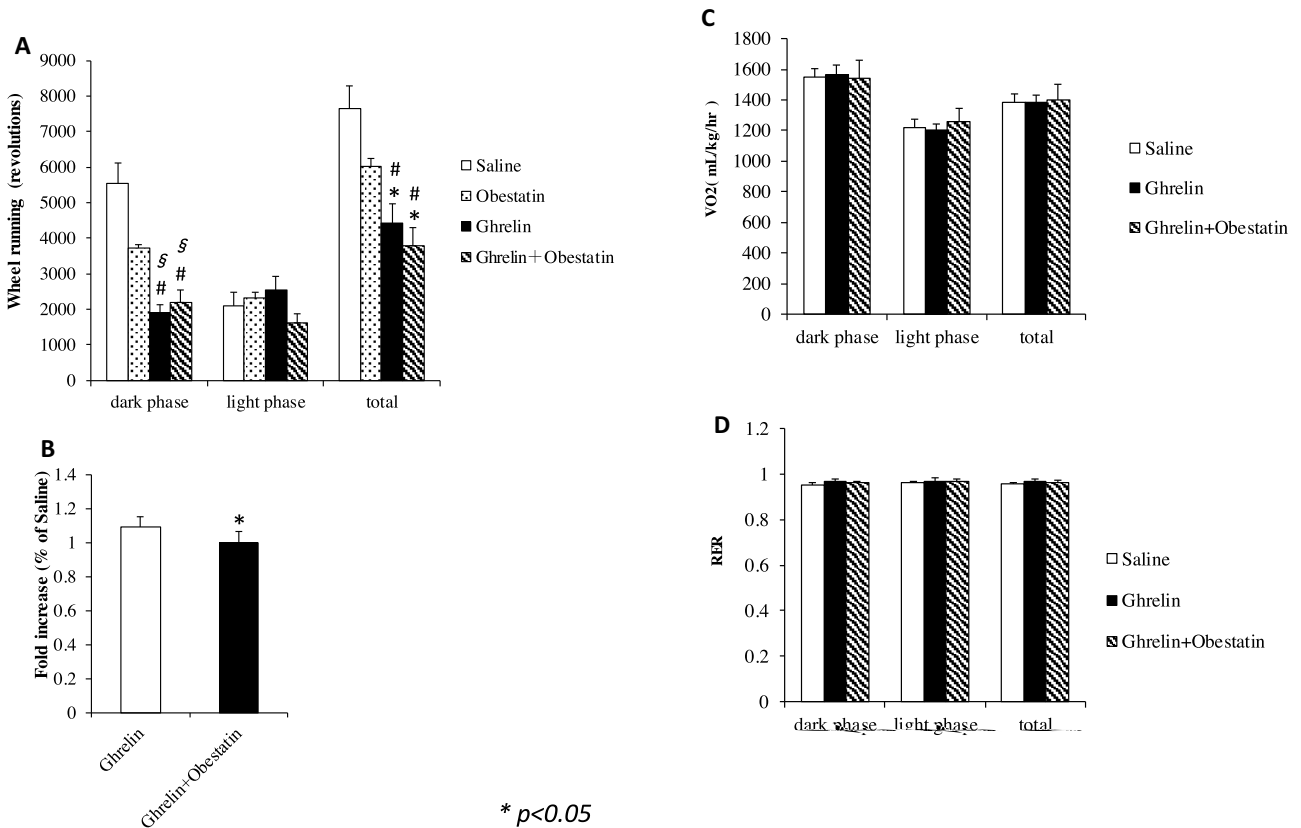 A
9000
8000
7000
6000
5000
4000
3000
2000
1000
0
Wheel running (revolutions)
§ § # #
# # * *
dark phase light phase total
Saline
Obestatin
Ghrelin
Ghrelin+Obestatin
B
1.4
1.2
1
0.8
0.6
0.4
0.2
0
Fold increase (% of Saline)
*
Ghrelin
Ghrelin+Obestatin
* p<0.05
C
1800
1600
1400
1200
1000
800
600
400
200
0
VO2( mL/kg/hr )
dark phase light phase total
Saline
Ghrelin
Ghrelin+Obestatin
D
1.2
1
0.8
0.6
0.4
0.2
0
RER
dark phase light phase total
Saline
Ghrelin
Ghrelin+Obestatin